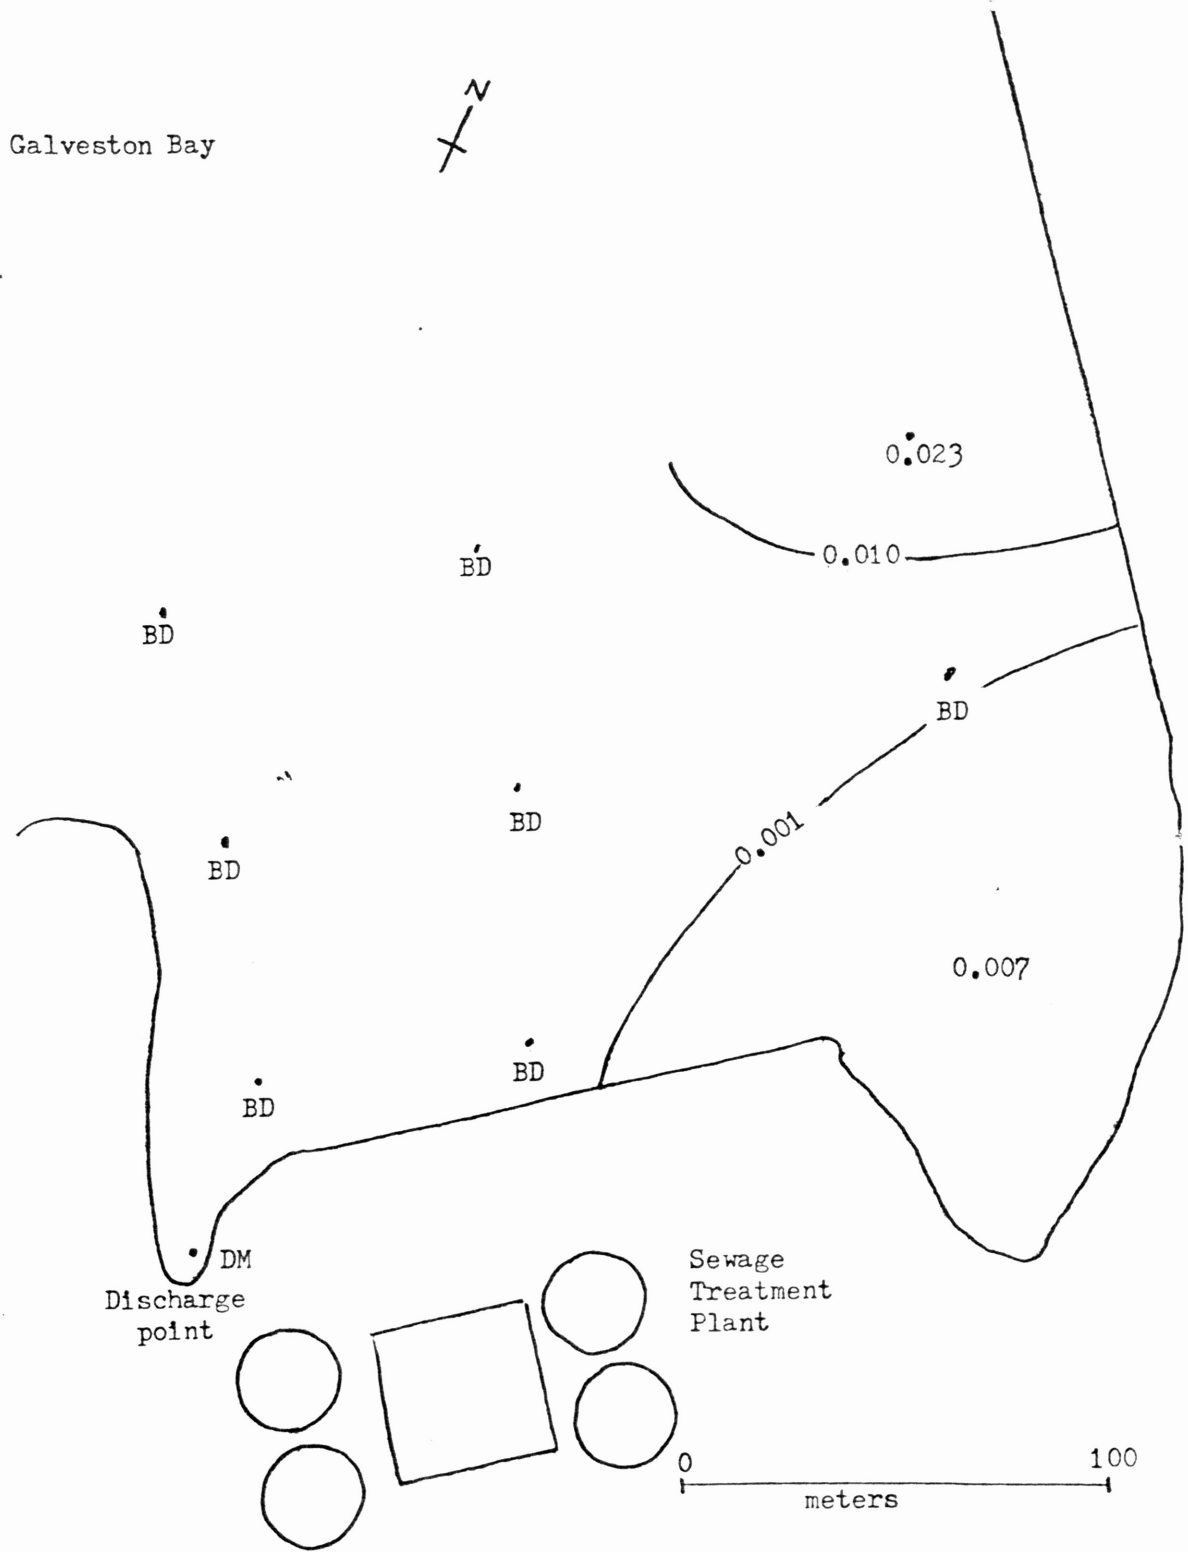 N
Galveston Bay
0.023
0.010
BD
BD
BD
0.001
BD
BD
0.007
BD
BD
DM
Discharge
point
Sewage
Treatment
Plant
0 100
meters